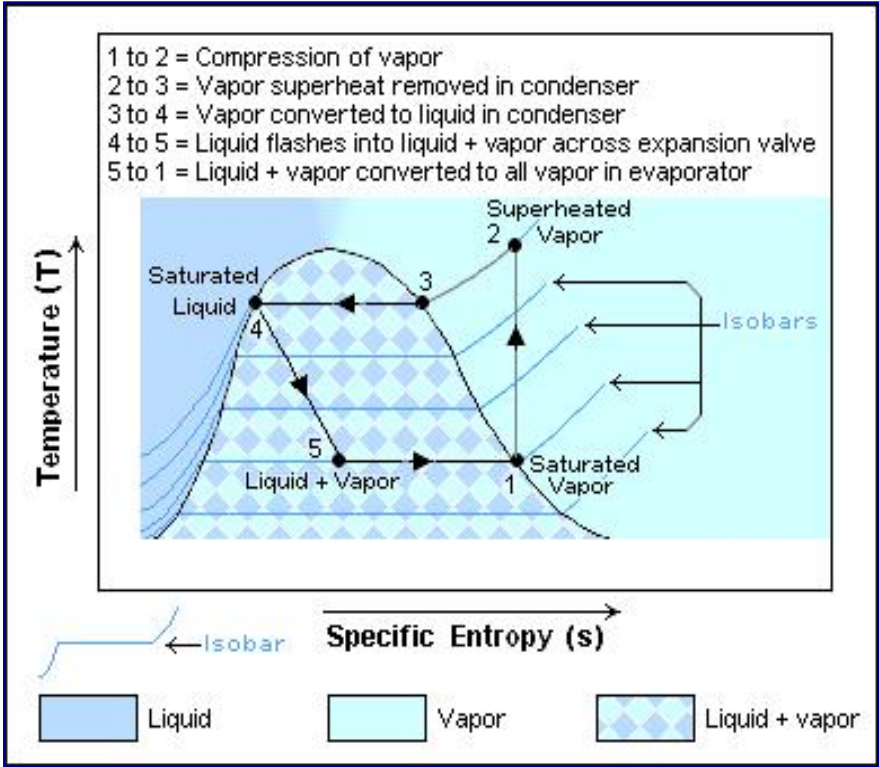 1 to 2 = Compression of vapor
2 to 3 = Vapor superheat removed in condenser
3 to 4 = Vapor converted to liquid in condenser
4 to 5 = Liquid flashes into liquid + vapor across expansion valve
5 to 1 = Liquid + vapor converted to all vapor in evaporator
Superheated
2 Vapor
Saturated
Liquid
3
4
Isobars
5
Liquid + Vapor
1
Saturated
Vapor
Temperature (T)
Specific Entropy (s)
Isobar
Liquid
Vapor
Liquid + vapor